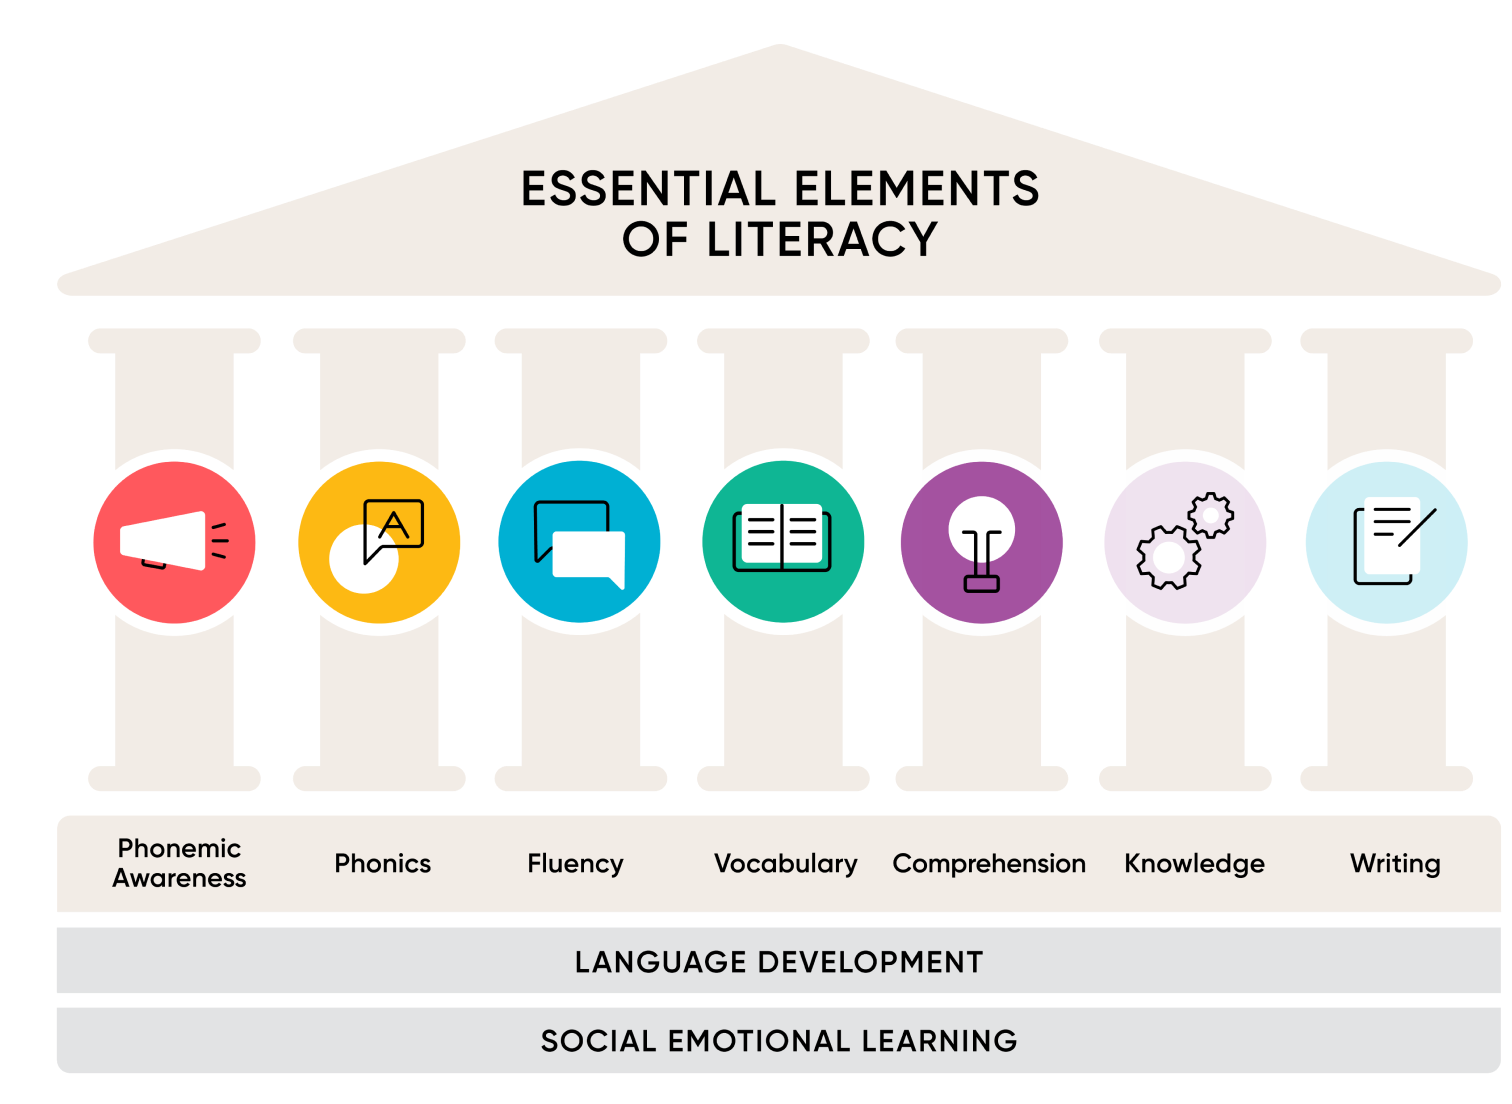 ESSENTIAL ELEMENTS
OF LITERACY
A
Phonemic
Awareness
Phonics
Fluency
Vocabulary
Comprehension
Knowledge
Writing
LANGUAGE DEVELOPMENT
SOCIAL EMOTIONAL LEARNING